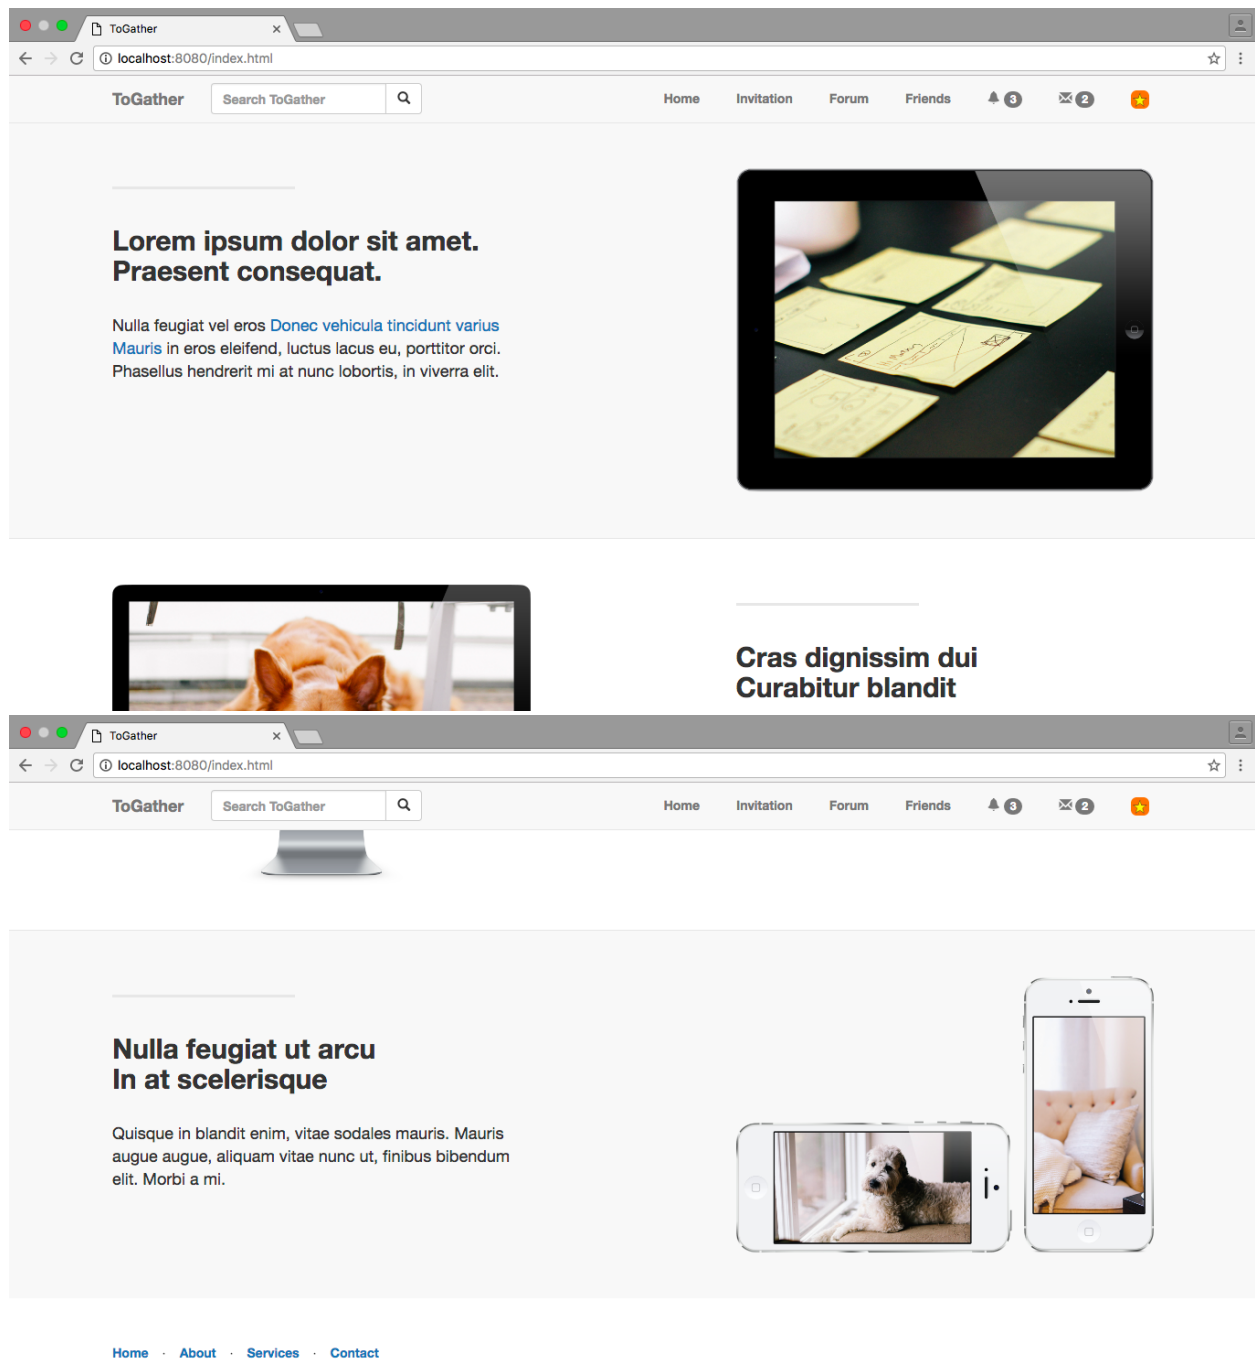 ToGather
localhost:8080/index.html
ToGather Search ToGather Home Invitation Forum Friends 3 2
Lorem ipsum dolor sit amet.
Praesent consequat.
Nulla feugiat vel eros Donec vehicula tincidunt varius
Mauris in eros eleifend, luctus lacus eu, porttitor orci.
Phasellus hendrerit mi at nunc lobortis, in viverra elit.
Cras dignissim dui
Curabitur blandit
ToGather
localhost:8080/index.html
ToGather Search ToGather Home Invitation Forum Friends 3 2
Nulla feugiat ut arcu
In at scelerisque
Quisque in blandit enim, vitae sodales mauris. Mauris
augue augue, aliquam vitae nunc ut, finibus bibendum
elit. Morbi a mi.
Home · About · Services · Contact